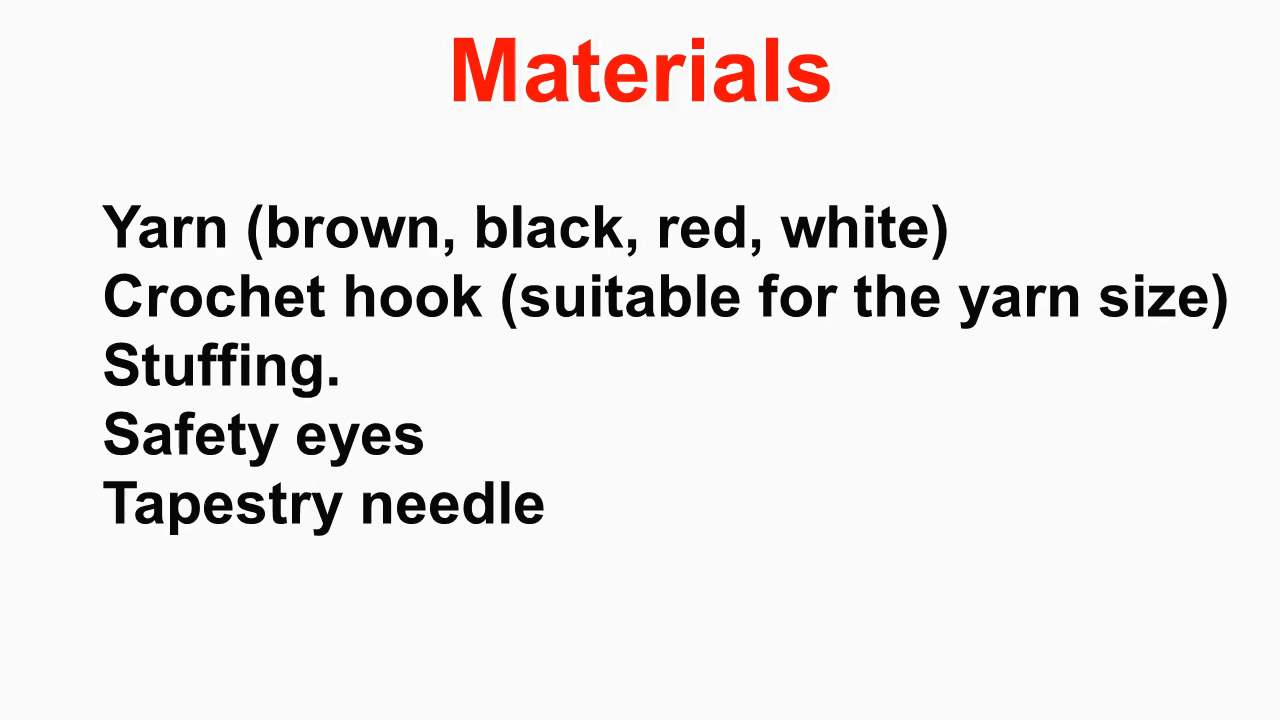 Materials
Yarn (brown, black, red, white)
Crochet hook (suitable for the yarn size)
Stuffing.
Safety eyes
Tapestry needle